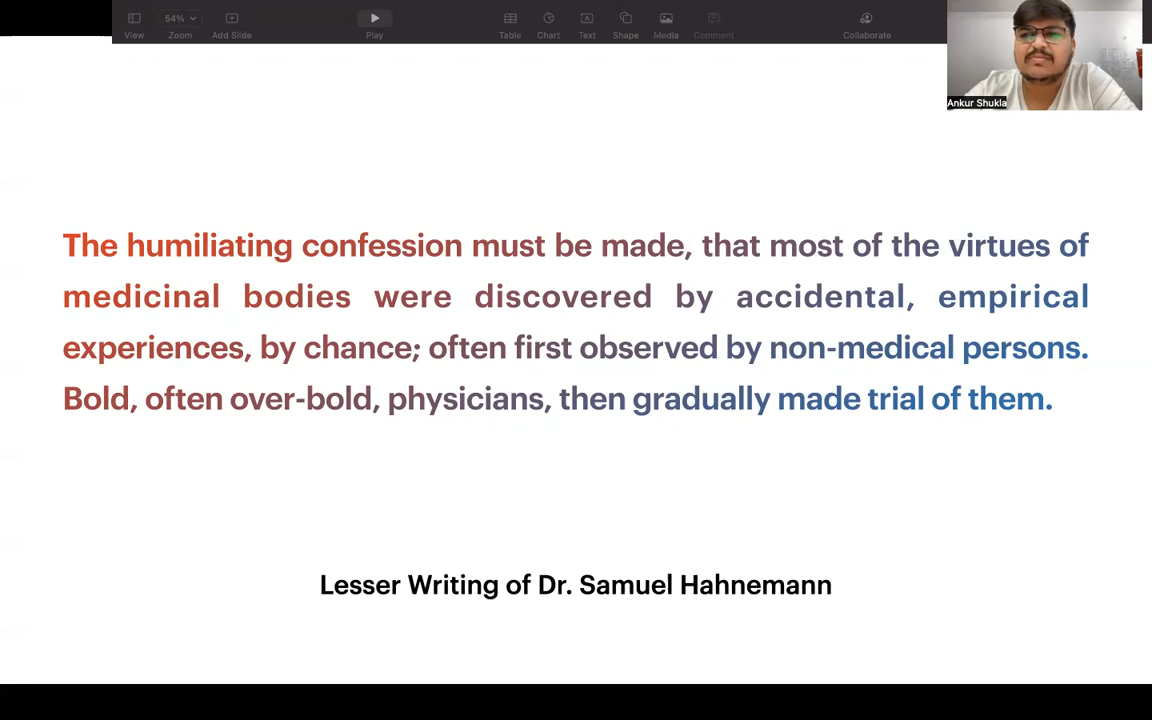 View
54%
Zoom
Add Slide
Play
Table
Chart
Text
Shape
Media
Comment
Collaborate
Ankur Shukla
The humiliating confession must be made, that most of the virtues of
medicinal bodies were discovered by accidental, empirical
experiences, by chance; often first observed by non-medical persons.
Bold, often over-bold, physicians, then gradually made trial of them.
Lesser Writing of Dr. Samuel Hahnemann